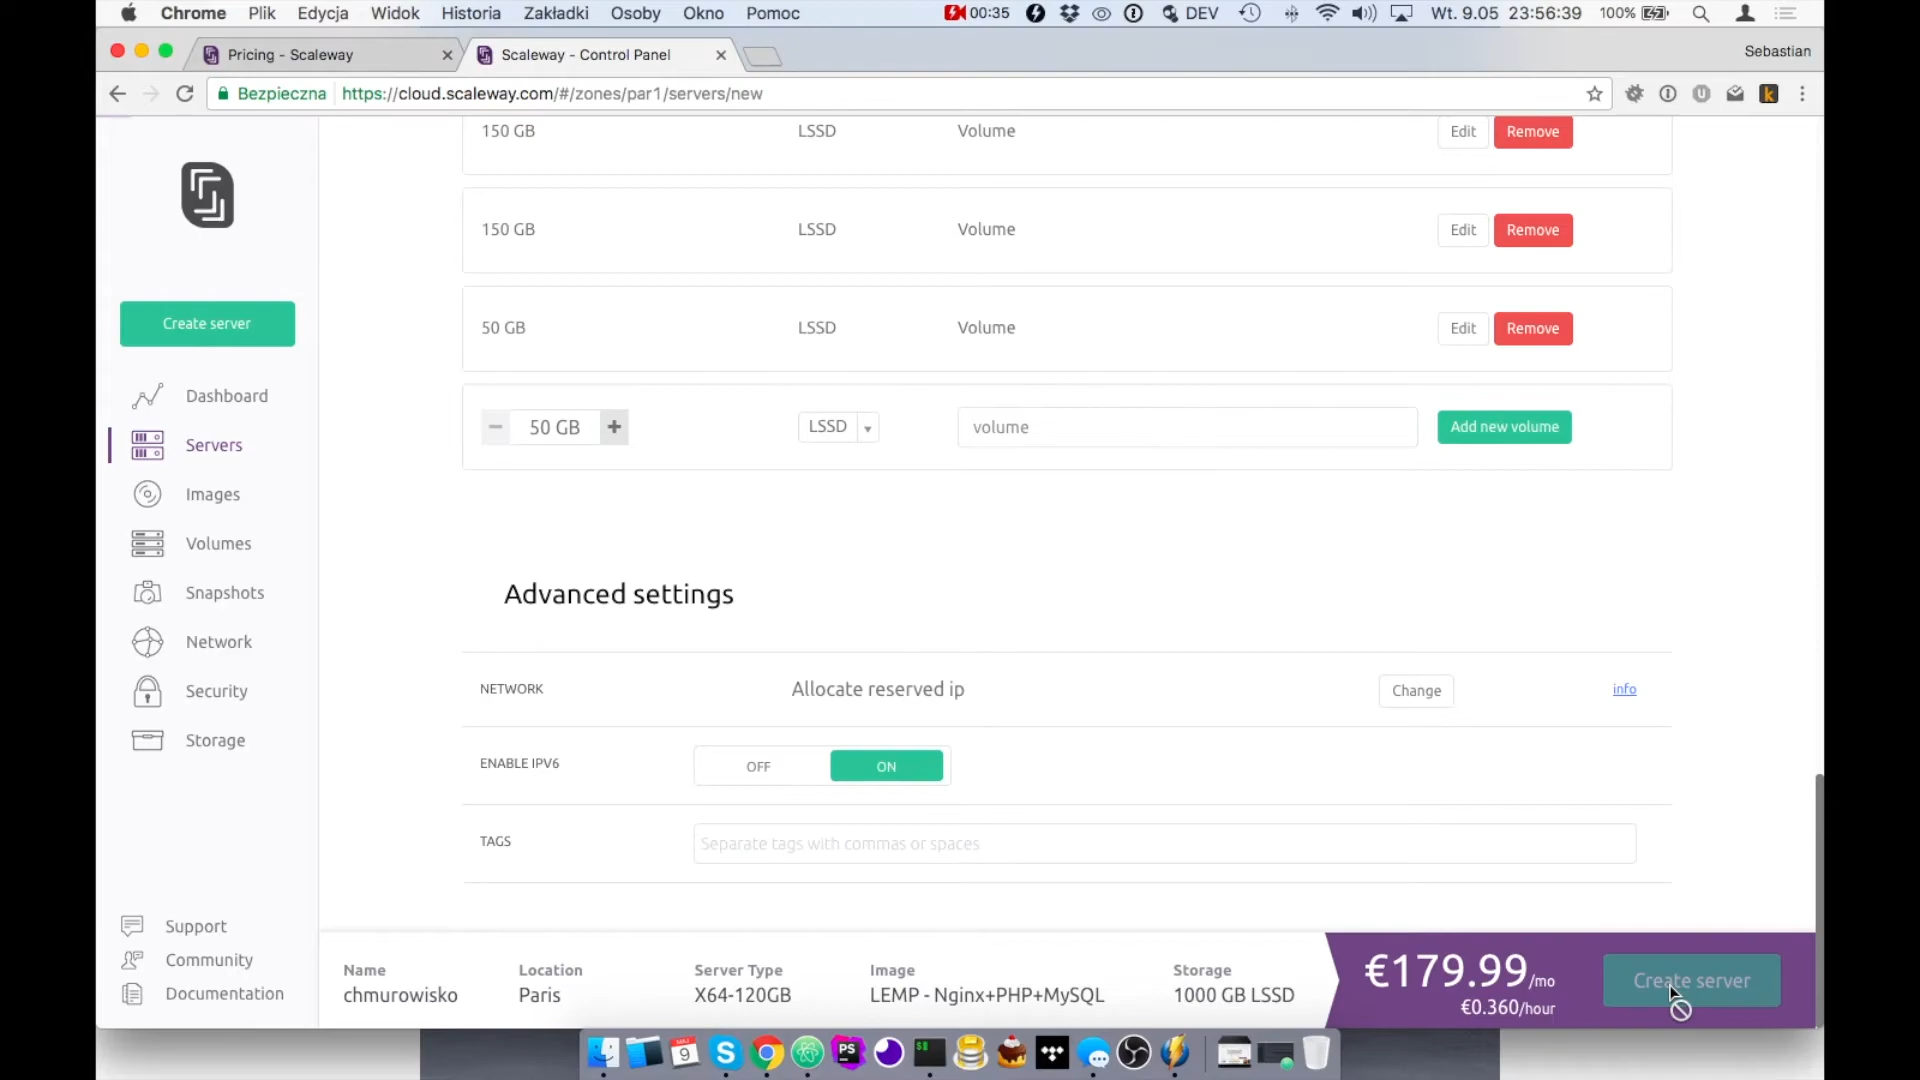 Chrome Plik Edycja Widok Historia Zakładki Osoby Okno Pomoc 00:35 DEV Wt. 9.05 23:56:39 100%
Pricing - Scaleway Scaleway - Control Panel Sebastian
Bezpieczna https://cloud.scaleway.com/#/zones/par1/servers/new
150 GB LSSD Volume Edit Remove
150 GB LSSD Volume Edit Remove
50 GB LSSD Volume Edit Remove
50 GB LSSD volume Add new volume
Create server
Dashboard
Servers
Images
Volumes
Snapshots
Network
Security
Storage
Support
Community
Documentation
Advanced settings
NETWORK Allocate reserved ip Change info
ENABLE IPV6 OFF ON
TAGS Separate tags with commas or spaces
Name Location Server Type Image Storage
chmurowisko Paris X64-120GB LEMP - Nginx+PHP+MySQL 1000 GB LSSD
€179.99/mo
€0.360/hour
Create server
9 PS